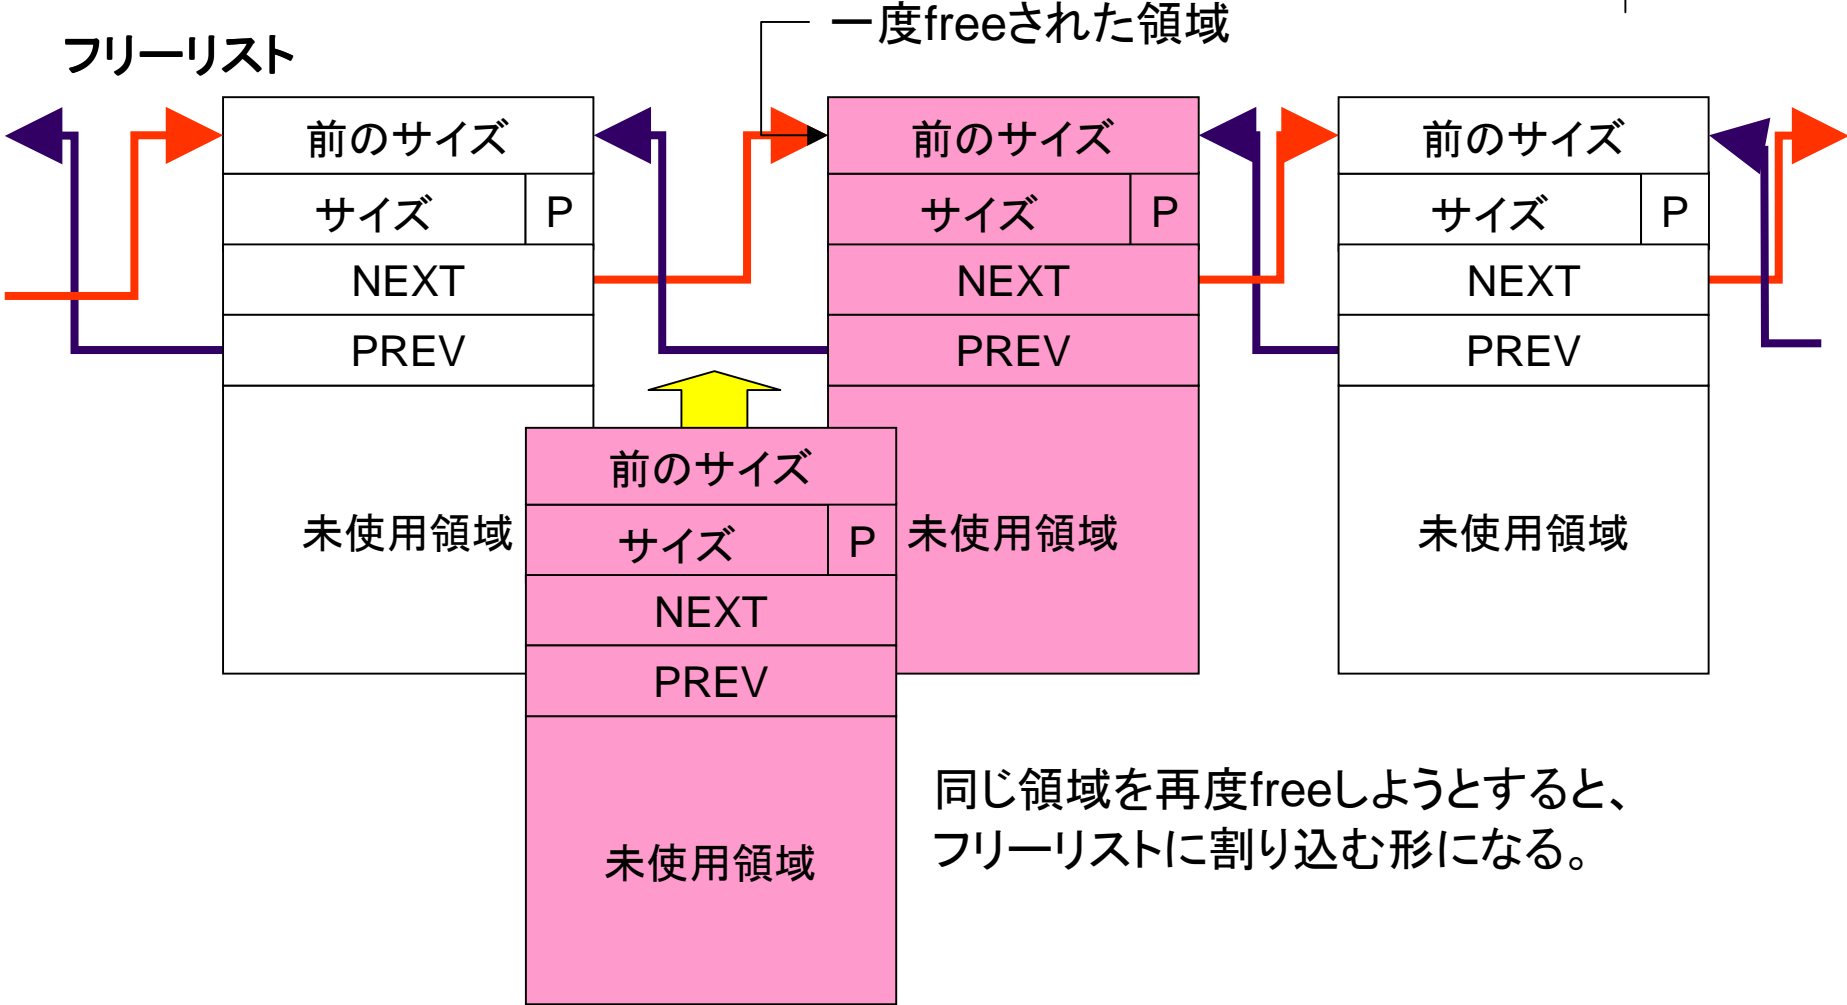 一度freeされた領域
フリーリスト
前のサイズ
サイズ
P
NEXT
PREV
未使用領域
前のサイズ
サイズ
P
NEXT
PREV
未使用領域
前のサイズ
サイズ
P
NEXT
PREV
未使用領域
前のサイズ
サイズ
P
NEXT
PREV
未使用領域
同じ領域を再度freeしようとすると、
フリーリストに割り込む形になる。